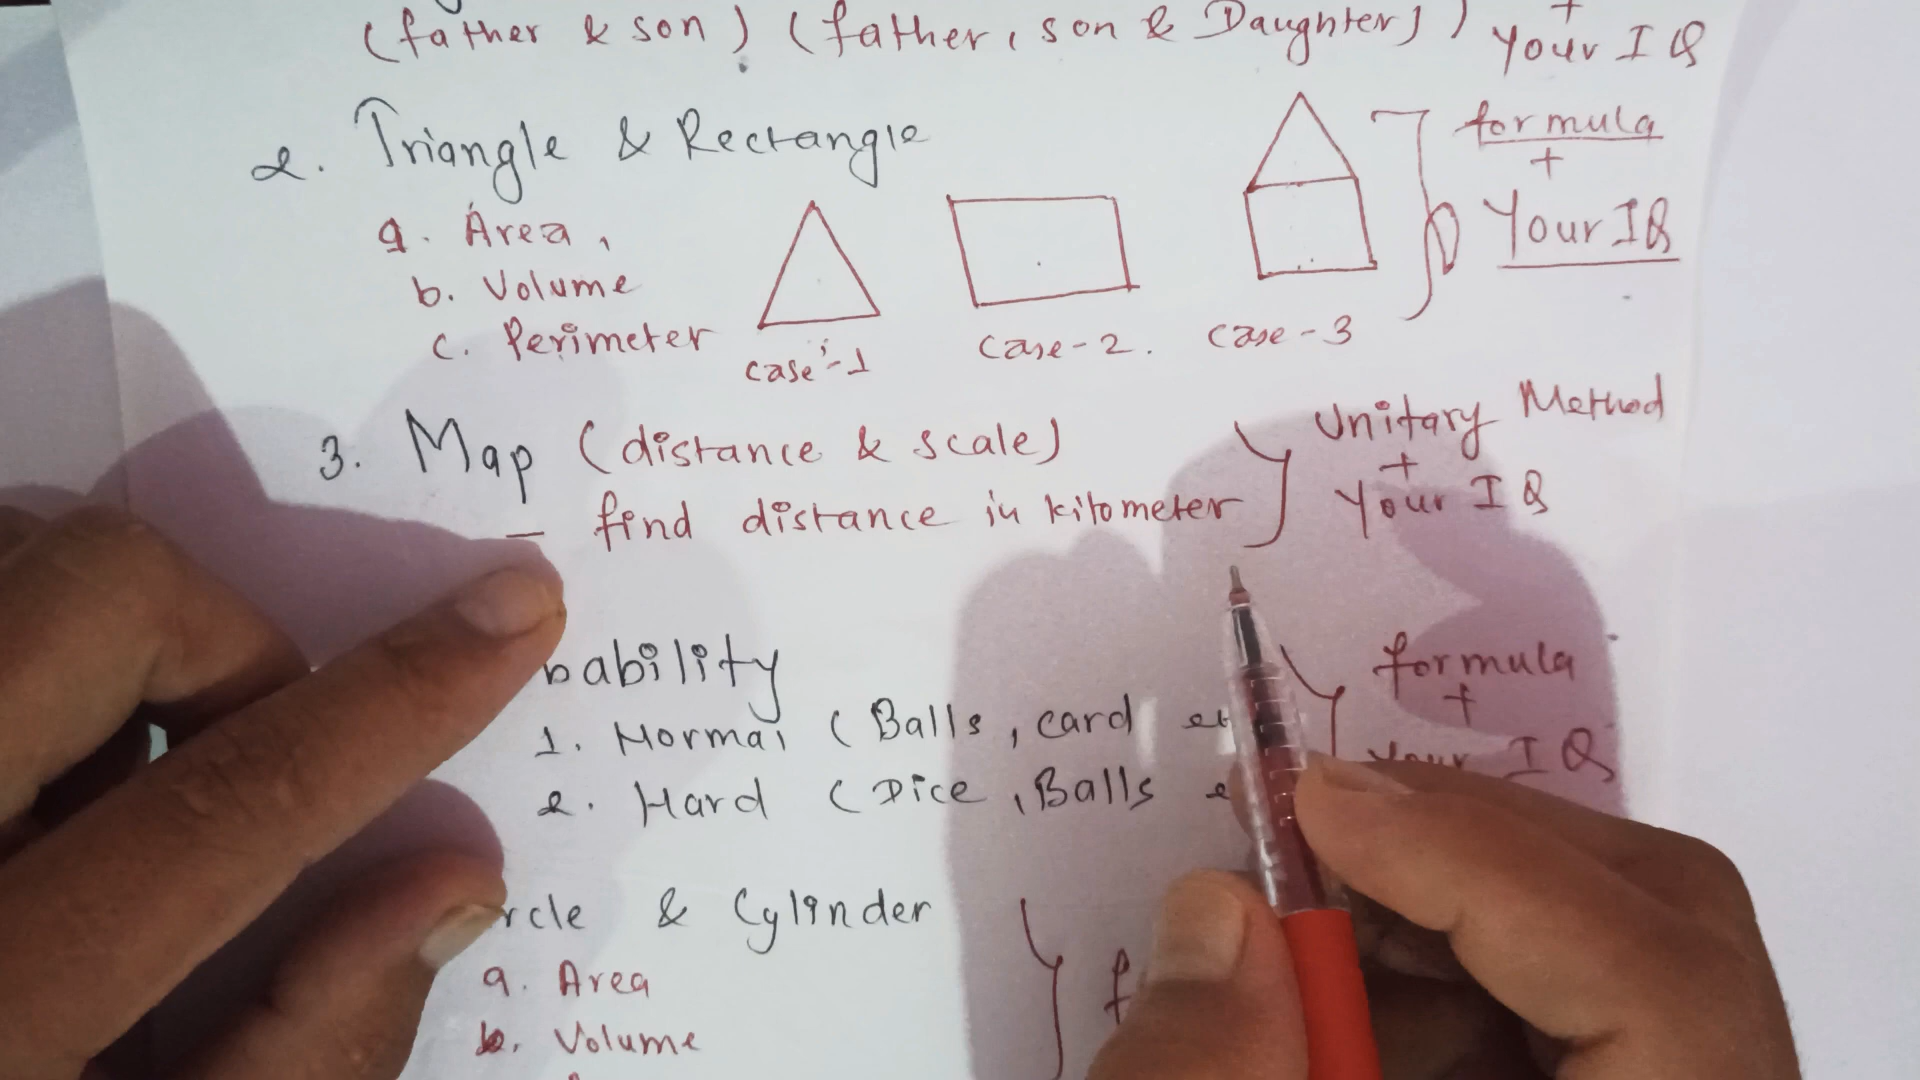 (father & son) (father, son & Daughter))
+
Your IQ
2. Triangle & Rectangle
a. Area,
b. Volume
c. Perimeter
case-1
case-2.
case-3
formula
+
Your IQ
3. Map (distance & scale)
– find distance in kilometer
Unitary Method
+
Your IQ
bability
1. Normal (Balls, card et
2. Hard (Dice, Balls e
formula
+
Your IQ
rcle & Cylinder
a. Area
b. Volume
f